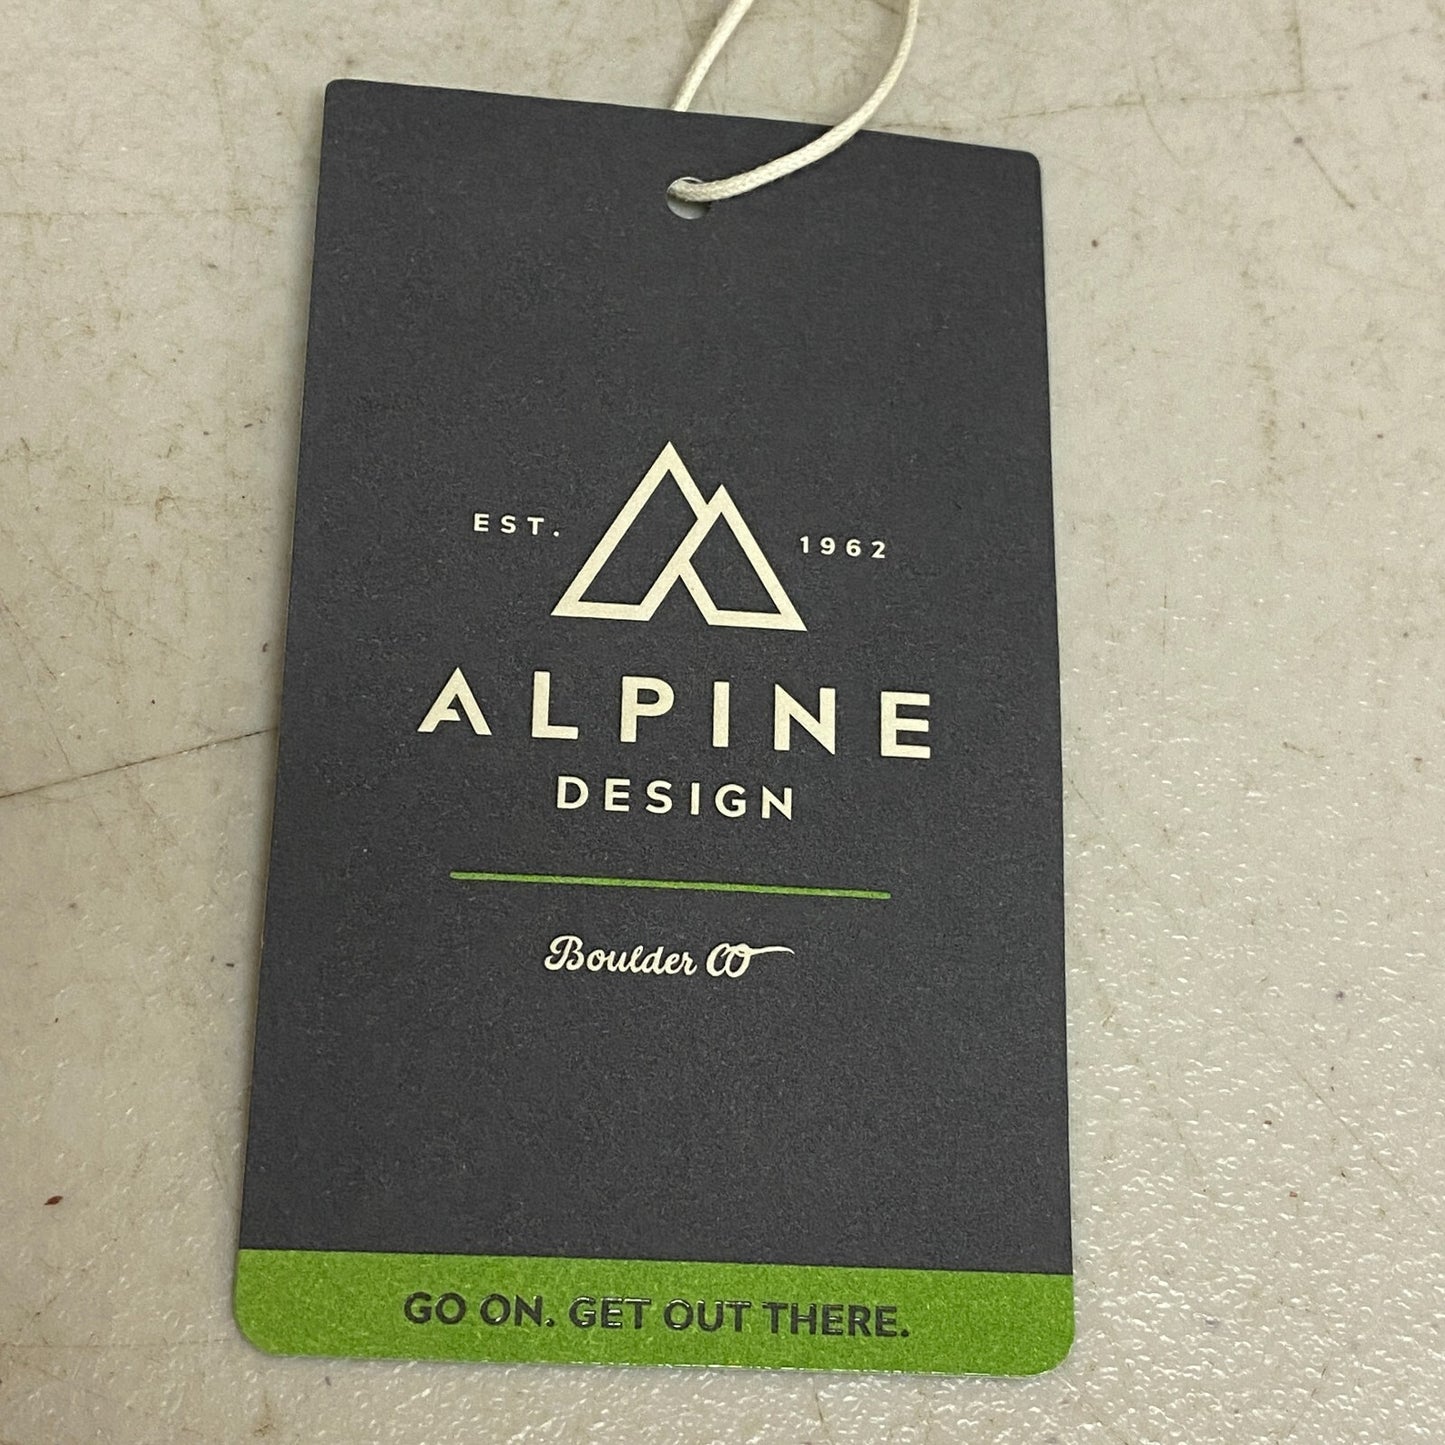 EST. 1962
ALPINE
DESIGN
Boulder CO
GO ON. GET OUT THERE.